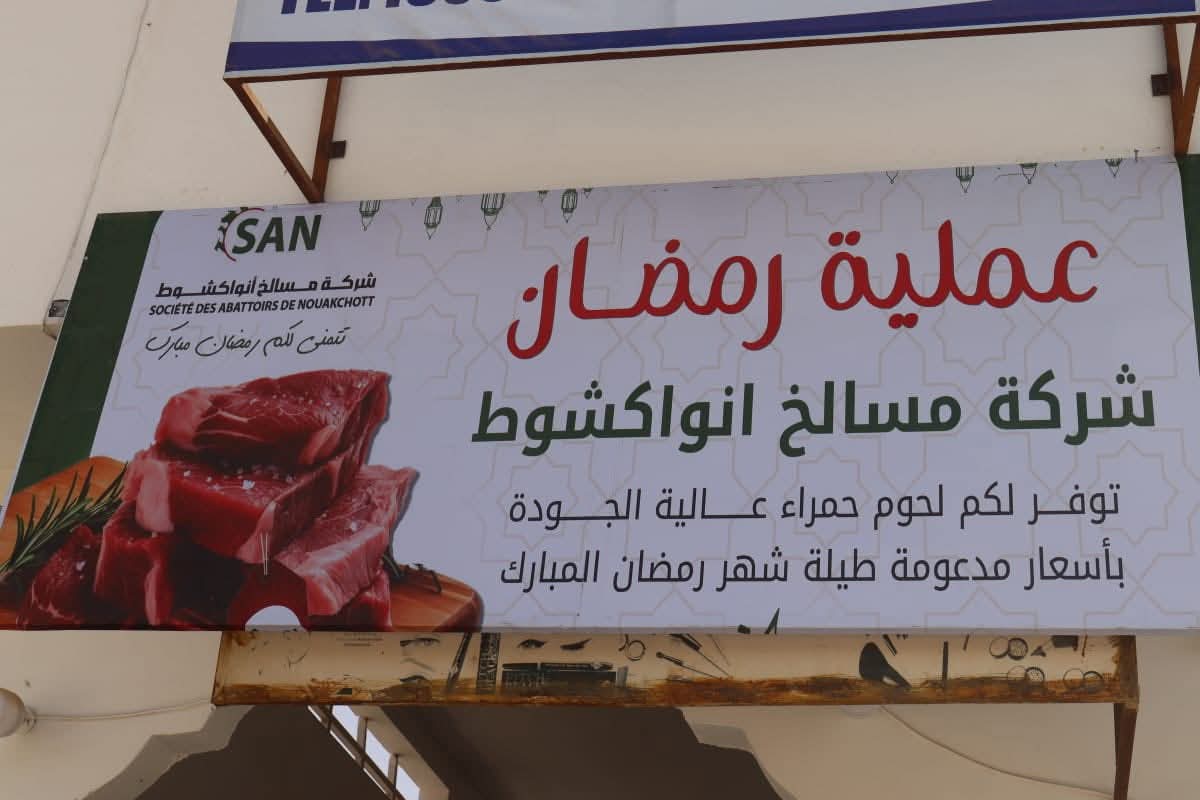 SAN
شركة مسالخ أنواكشوط
SOCIÉTÉ DES ABATTOIRS DE NOUAKCHOTT
تتمنى لكم رمضان مبارك
عملية رمضان
شركة مسالخ انواكشوط
توفر لكم لحوم حمراء عالية الجودة
بأسعار مدعومة طيلة شهر رمضان المبارك